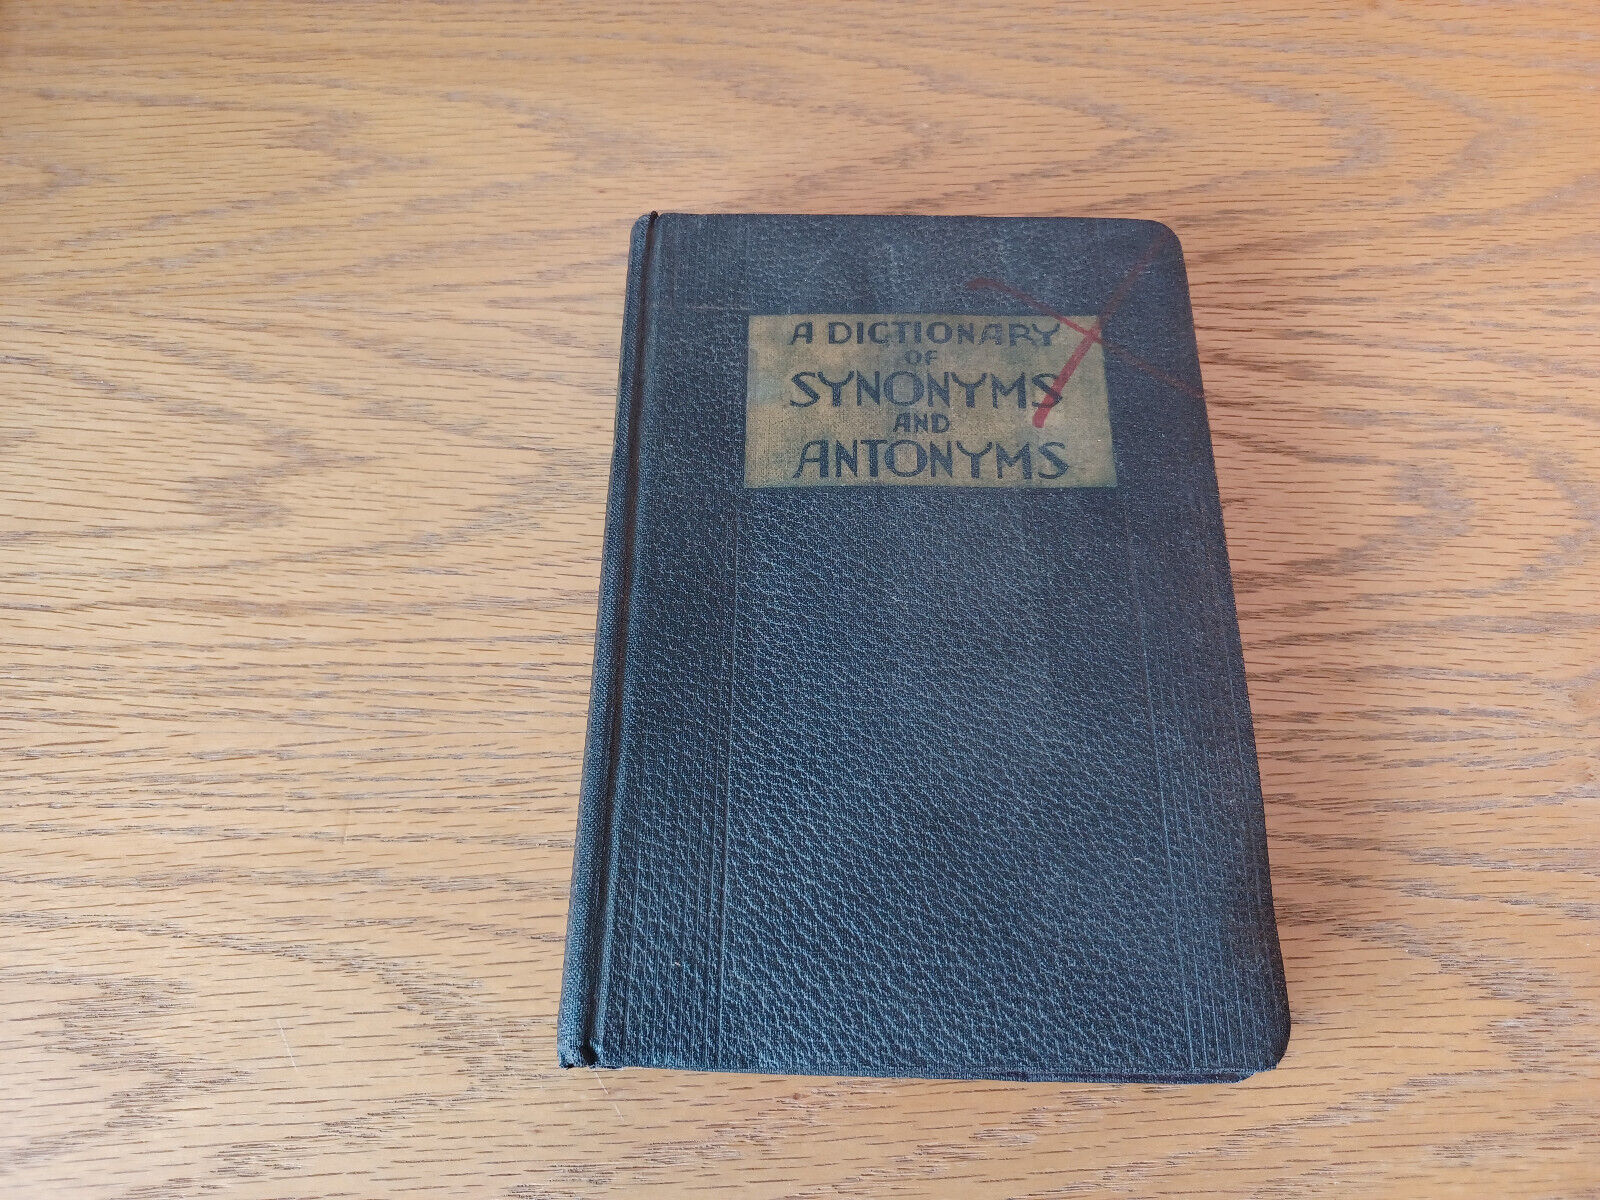 A DICTIONARY
OF
SYNONYMS
AND
ANTONYMS